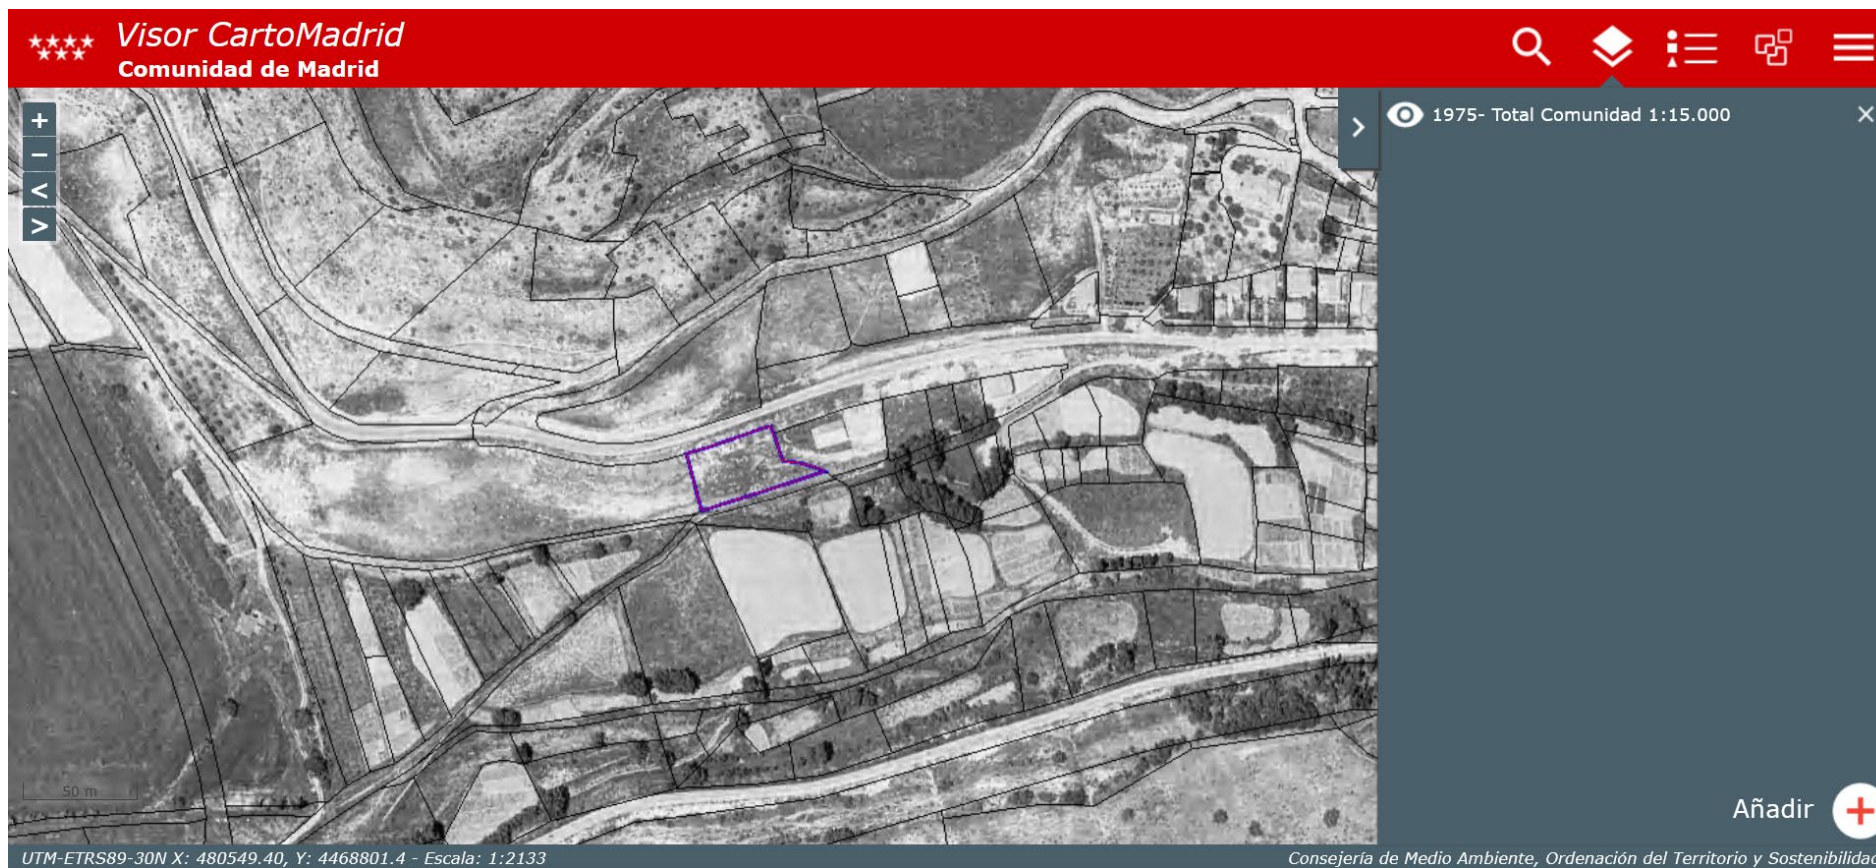 Visor CartoMadrid
Comunidad de Madrid
1975- Total Comunidad 1:15.000
50 m
Añadir
UTM-ETRS89-30N X: 480549.40, Y: 4468801.4 - Escala: 1:2133
Consejería de Medio Ambiente, Ordenación del Territorio y Sostenibilidad